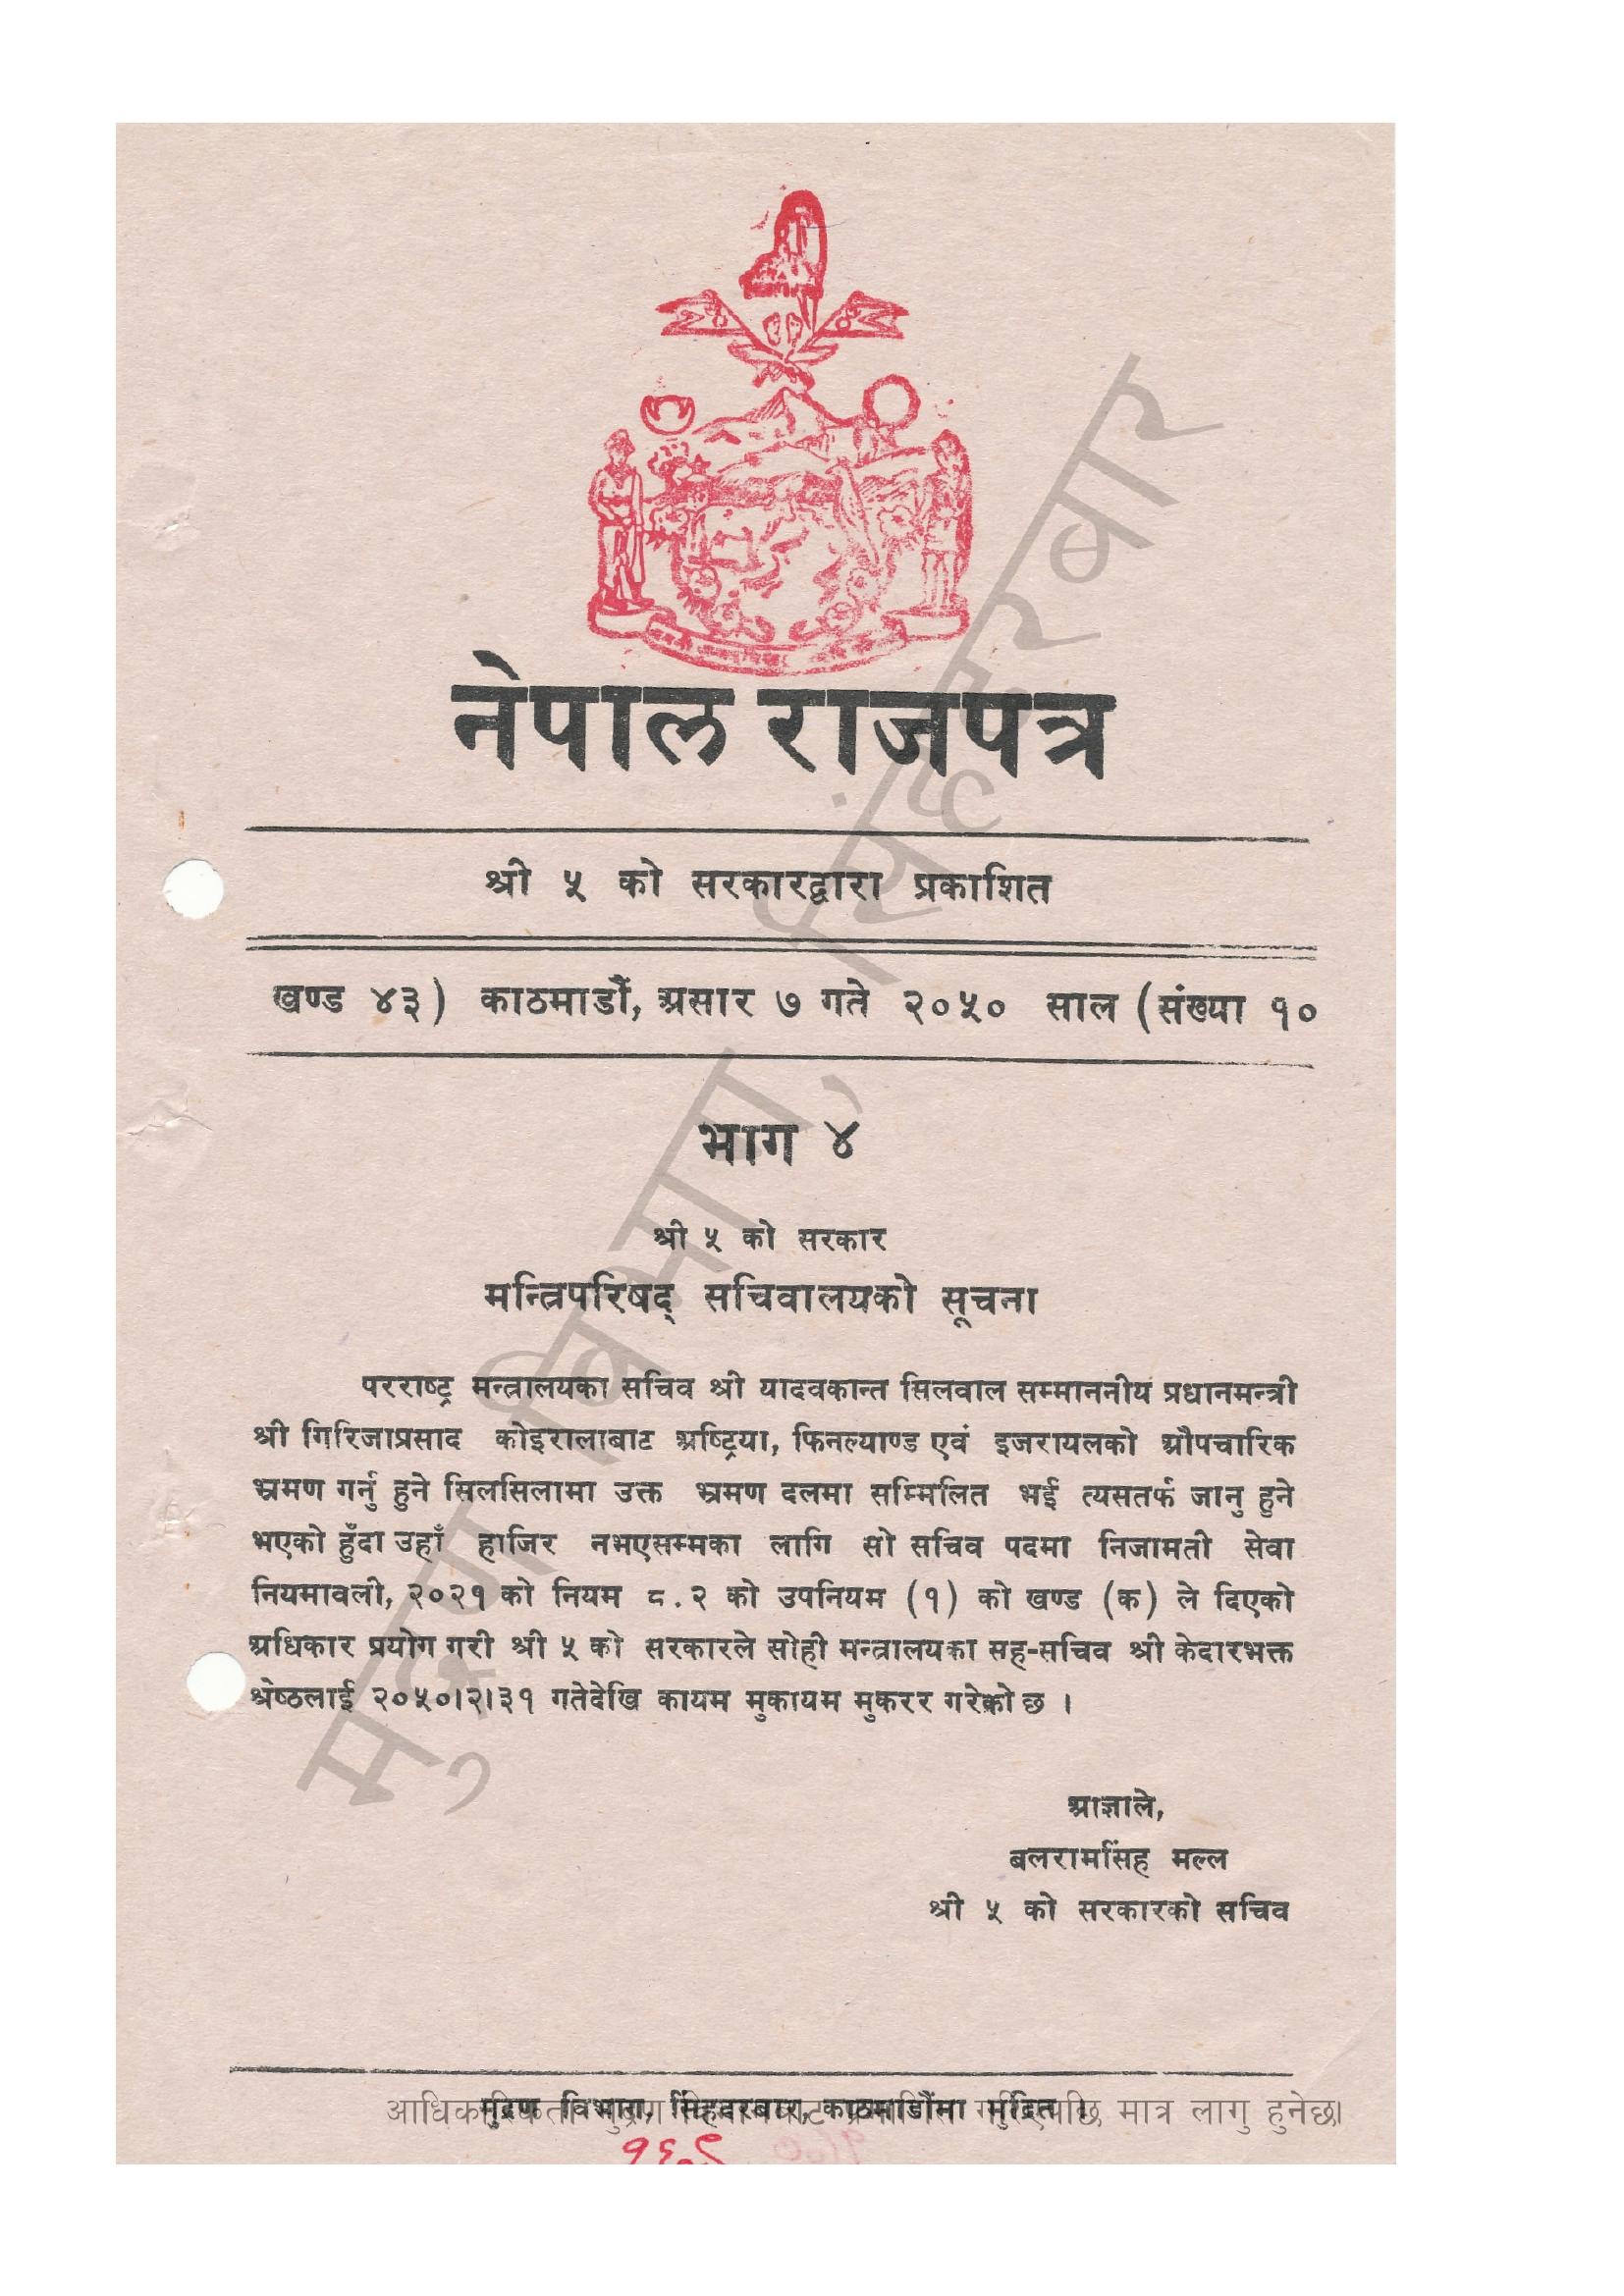 नेपाल राजपत्र
श्री ५ को सरकारद्वारा प्रकाशित
खण्ड ४३) काठमाडौं, असार ७ गते २०५० साल (संख्या १०
भाग ४
श्री ५ को सरकार
मन्त्रिपरिषद् सचिवालयको सूचना
परराष्ट्र मन्त्रालयका सचिव श्री यादवकान्त सिलवाल सम्माननीय प्रधानमन्त्री
श्री गिरिजाप्रसाद कोइरालाबाट अष्ट्रिया, फिनल्याण्ड एवं इजरायलको औपचारिक
भ्रमण गर्नु हुने सिलसिलामा उक्त भ्रमण दलमा सम्मिलित भई त्यसतर्फ जानु हुने
भएको हुँदा उहाँ हाजिर नभएसम्मका लागि सो सचिव पदमा निजामती सेवा
नियमावली, २०२१ को नियम ८.२ को उपनियम (१) को खण्ड (क) ले दिएको
अधिकार प्रयोग गरी श्री ५ को सरकारले सोही मन्त्रालयका सह-सचिव श्री केदारभक्त
श्रेष्ठलाई २०५०।२।३१ गतेदेखि कायम मुकायम मुकरर गरेको छ ।
आज्ञाले,
बलरामसिंह मल्ल
श्री ५ को सरकारको सचिव
मुद्रण विभाग, सिंहदरबार, काठमाडौंमा मुद्रित ।
मात्र लागु हुनेछ।
१६९
मुद्रण विभाग, सिंहदरबार